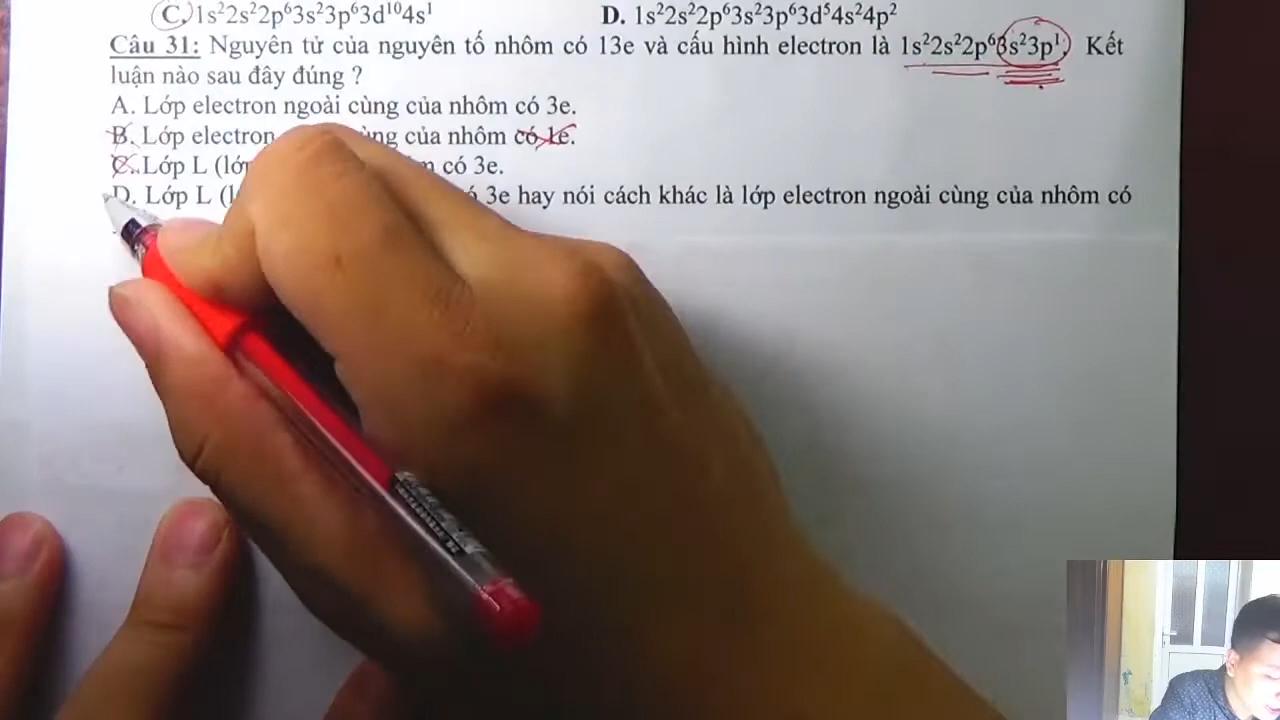 C. 1s²2s²2p⁶3s²3p⁶3d¹⁰4s¹ D. 1s²2s²2p⁶3s²3p⁶3d⁵4s²4p²
Câu 31: Nguyên tử của nguyên tố nhôm có 13e và cấu hình electron là 1s²2s²2p⁶3s²3p¹. Kết
luận nào sau đây đúng ?
A. Lớp electron ngoài cùng của nhôm có 3e.
B. Lớp electron cùng của nhôm có 1e.
C. Lớp L (lớp có 3e.
D. Lớp L ( 3e hay nói cách khác là lớp electron ngoài cùng của nhôm có